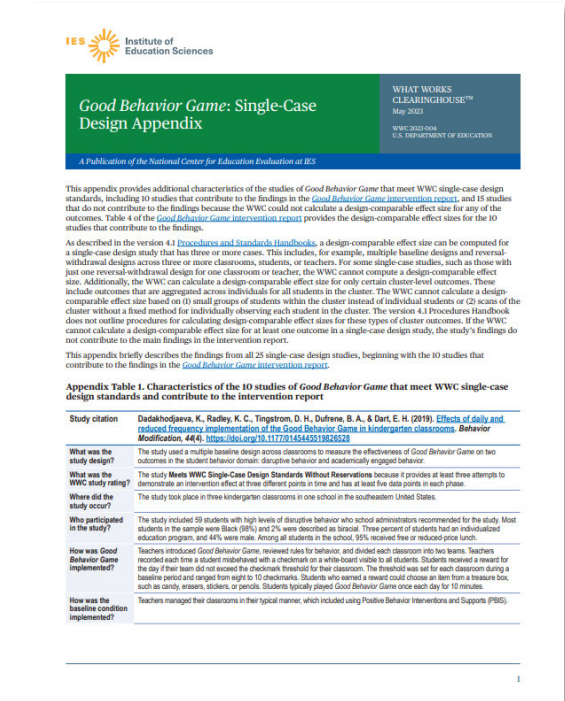 IES
Institute of
Education Sciences
Good Behavior Game: Single-Case
Design Appendix
WHAT WORKS
CLEARINGHOUSE™
May 2023
WWC 2023-004
U.S. DEPARTMENT OF EDUCATION
A Publication of the National Center for Education Evaluation at IES
This appendix provides additional characteristics of the studies of Good Behavior Game that meet WWC single-case design
standards, including 10 studies that contribute to the findings in the Good Behavior Game intervention report, and 15 studies
that do not contribute to the findings because the WWC could not calculate a design-comparable effect size for any of the
outcomes. Table 4 of the Good Behavior Game intervention report provides the design-comparable effect sizes for the 10
studies that contribute to the findings.
As described in the version 4.1 Procedures and Standards Handbooks, a design-comparable effect size can be computed for
a single-case design study that has three or more cases. This includes, for example, multiple baseline designs and reversal-
withdrawal designs across three or more classrooms, students, or teachers. For some single-case studies, such as those with
just one reversal-withdrawal design for one classroom or teacher, the WWC cannot compute a design-comparable effect
size. Additionally, the WWC can calculate a design-comparable effect size for only certain cluster-level outcomes. These
include outcomes that are aggregated across individuals for all students in the cluster. The WWC cannot calculate a design-
comparable effect size based on (1) small groups of students within the cluster instead of individual students or (2) scans of the
cluster without a fixed method for individually observing each student in the cluster. The version 4.1 Procedures Handbook
does not outline procedures for calculating design-comparable effect sizes for these types of cluster outcomes. If the WWC
cannot calculate a design-comparable effect size for at least one outcome in a single-case design study, the study's findings do
not contribute to the main findings in the intervention report.
This appendix briefly describes the findings from all 25 single-case design studies, beginning with the 10 studies that
contribute to the findings in the Good Behavior Game intervention report.
Appendix Table 1. Characteristics of the 10 studies of Good Behavior Game that meet WWC single-case
design standards and contribute to the intervention report
Study citation
Dadakhodjaeva, K., Radley, K. C., Tingstrom, D. H., Dufrene, B. A., & Dart, E. H. (2019). Effects of daily and
reduced frequency implementation of the Good Behavior Game in kindergarten classrooms. Behavior
Modification, 44(4). https://doi.org/10.1177/0145445519826528
What was the
study design?
The study used a multiple baseline design across classrooms to measure the effectiveness of Good Behavior Game on two
outcomes in the student behavior domain: disruptive behavior and academically engaged behavior.
What was the
WWC study rating?
The study Meets WWC Single-Case Design Standards Without Reservations because it provides at least three attempts to
demonstrate an intervention effect at three different points in time and has at least five data points in each phase.
Where did the
study occur?
The study took place in three kindergarten classrooms in one school in the southeastern United States.
Who participated
in the study?
The study included 59 students with high levels of disruptive behavior who school administrators recommended for the study. Most
students in the sample were Black (98%) and 2% were described as biracial. Three percent of students had an individualized
education program, and 44% were male. Among all students in the school, 95% received free or reduced-price lunch.
How was Good
Behavior Game
implemented?
Teachers introduced Good Behavior Game, reviewed rules for behavior, and divided each classroom into two teams. Teachers
recorded each time a student misbehaved with a checkmark on a white-board visible to all students. Students received a reward for
the day if their team did not exceed the checkmark threshold for their classroom. The threshold was set for each classroom during a
baseline period and ranged from eight to 10 checkmarks. Students who earned a reward could choose an item from a treasure box,
such as candy, erasers, stickers, or pencils. Students typically played Good Behavior Game once each day for 10 minutes.
How was the
baseline condition
implemented?
Teachers managed their classrooms in their typical manner, which included using Positive Behavior Interventions and Supports (PBIS).
1